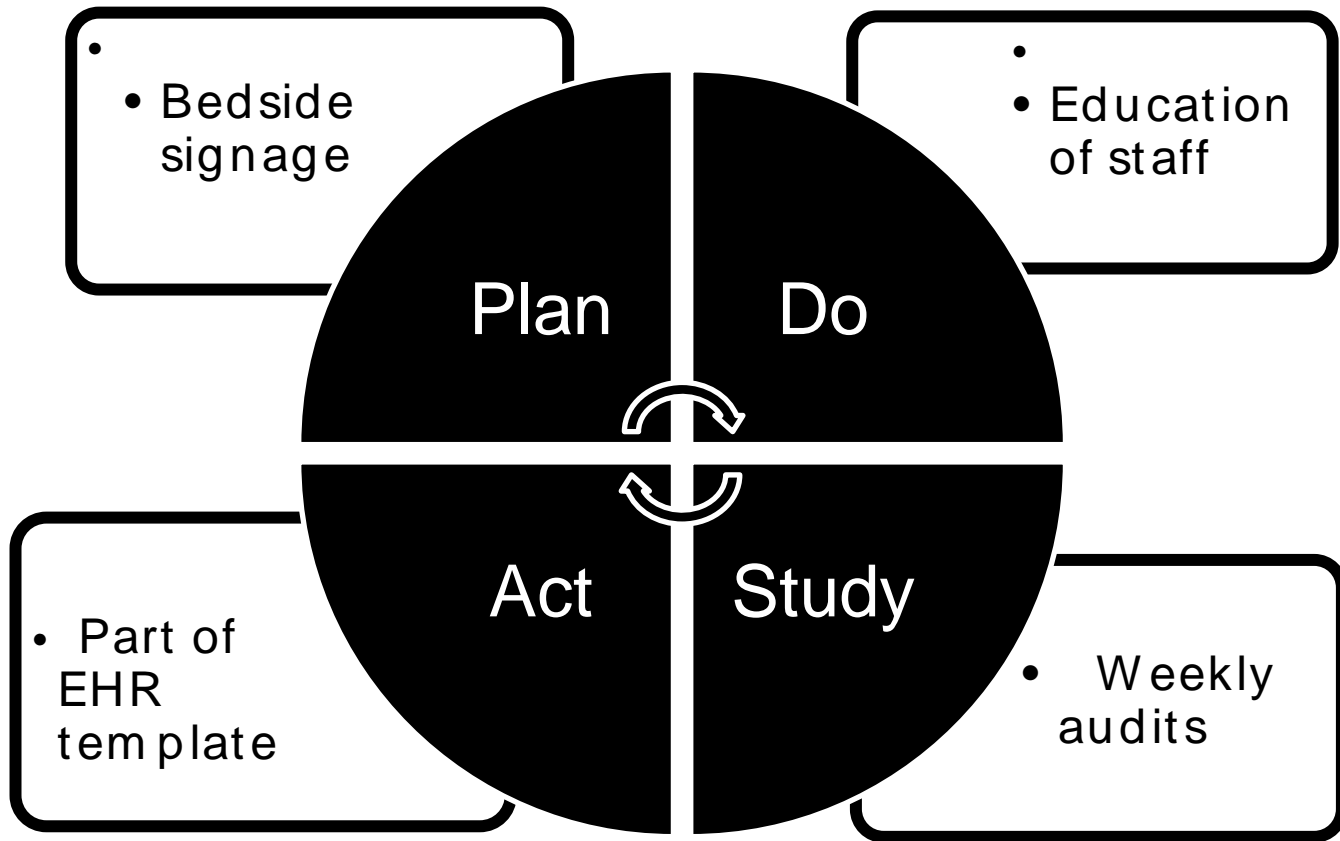 • Bedside
signage
• Education
of staff
Plan
Do
Act
Study
• Part of
EHR
template
• Weekly
audits